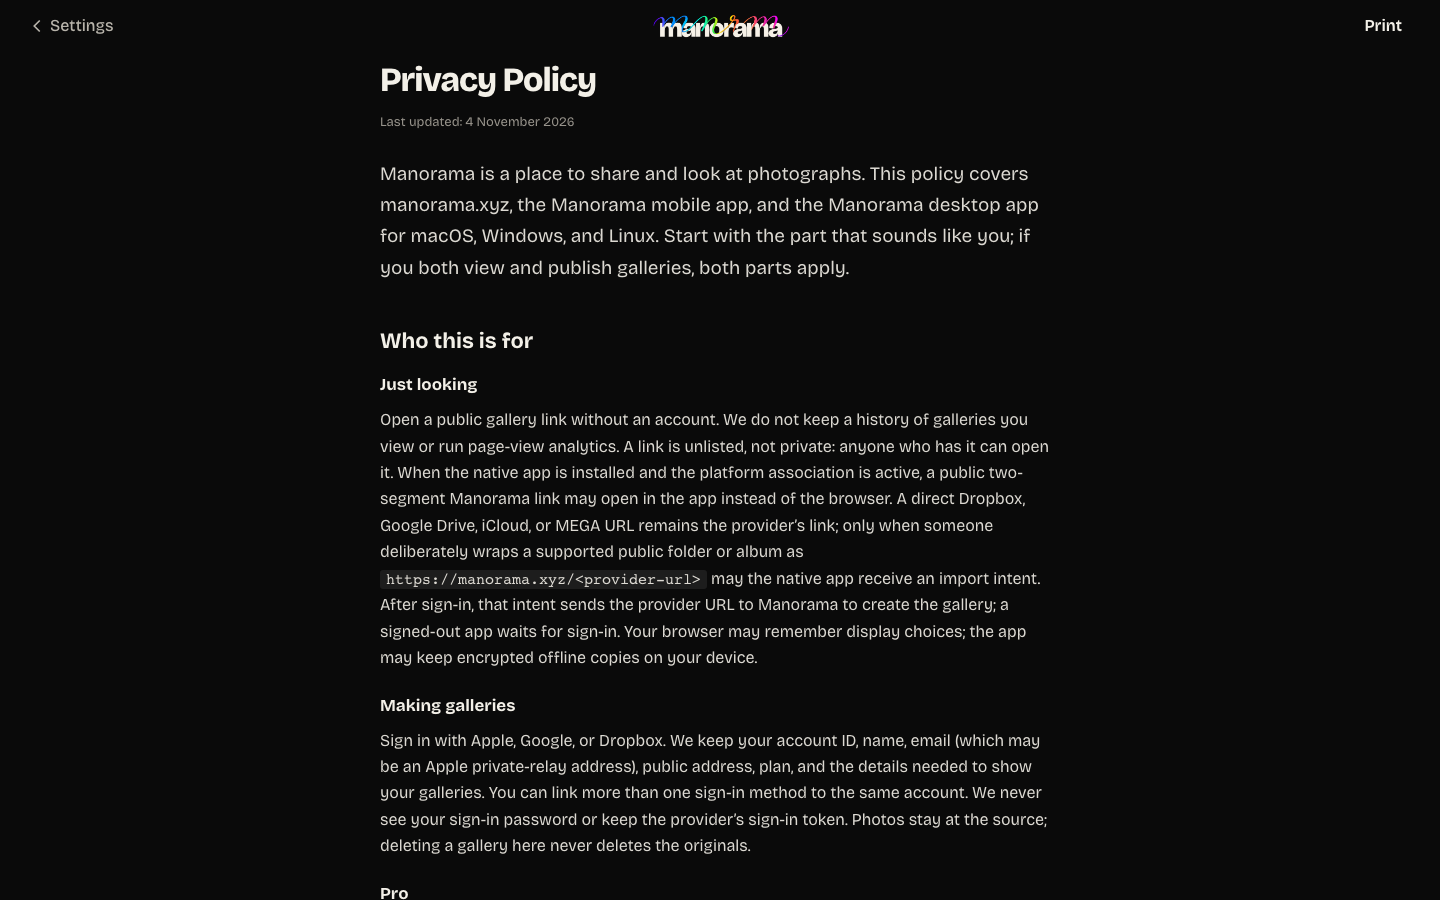 Settings
manorama
Print
Privacy Policy
Last updated: 4 November 2026
Manorama is a place to share and look at photographs. This policy covers
manorama.xyz, the Manorama mobile app, and the Manorama desktop app
for macOS, Windows, and Linux. Start with the part that sounds like you; if
you both view and publish galleries, both parts apply.
Who this is for
Just looking
Open a public gallery link without an account. We do not keep a history of galleries you
view or run page-view analytics. A link is unlisted, not private: anyone who has it can open
it. When the native app is installed and the platform association is active, a public two-
segment Manorama link may open in the app instead of the browser. A direct Dropbox,
Google Drive, iCloud, or MEGA URL remains the provider’s link; only when someone
deliberately wraps a supported public folder or album as
https://manorama.xyz/<provider-url> may the native app receive an import intent.
After sign-in, that intent sends the provider URL to Manorama to create the gallery; a
signed-out app waits for sign-in. Your browser may remember display choices; the app
may keep encrypted offline copies on your device.
Making galleries
Sign in with Apple, Google, or Dropbox. We keep your account ID, name, email (which may
be an Apple private-relay address), public address, plan, and the details needed to show
your galleries. You can link more than one sign-in method to the same account. We never
see your sign-in password or keep the provider’s sign-in token. Photos stay at the source;
deleting a gallery here never deletes the originals.
Pro